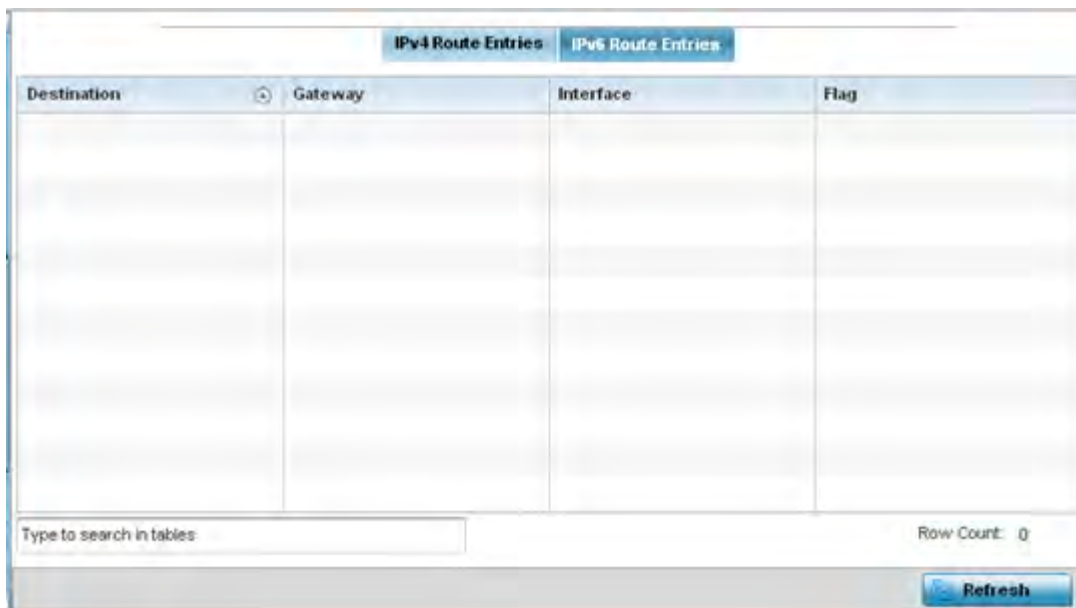 IPv4 Route Entries IPv6 Route Entries
Destination Gateway Interface Flag
Type to search in tables Row Count: 0
Refresh